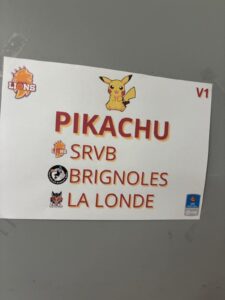 LIONS
V1
PIKACHU
SRVB
BRIGNOLES
LA LONDE